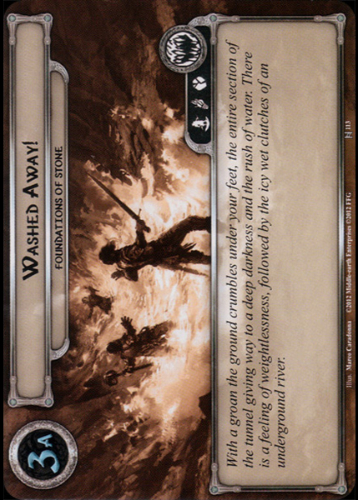 3A
WASHED AWAY!
FOUNDATIONS OF STONE
With a groan the ground crumbles under your feet, the entire section of
the tunnel giving way to a deep darkness and the rush of water. There
is a feeling of weightlessness, followed by the icy wet clutches of an
underground river.
Illus. Marco Caradonna ©2012 Middle-earth Enterprises ©2012 FFG 113